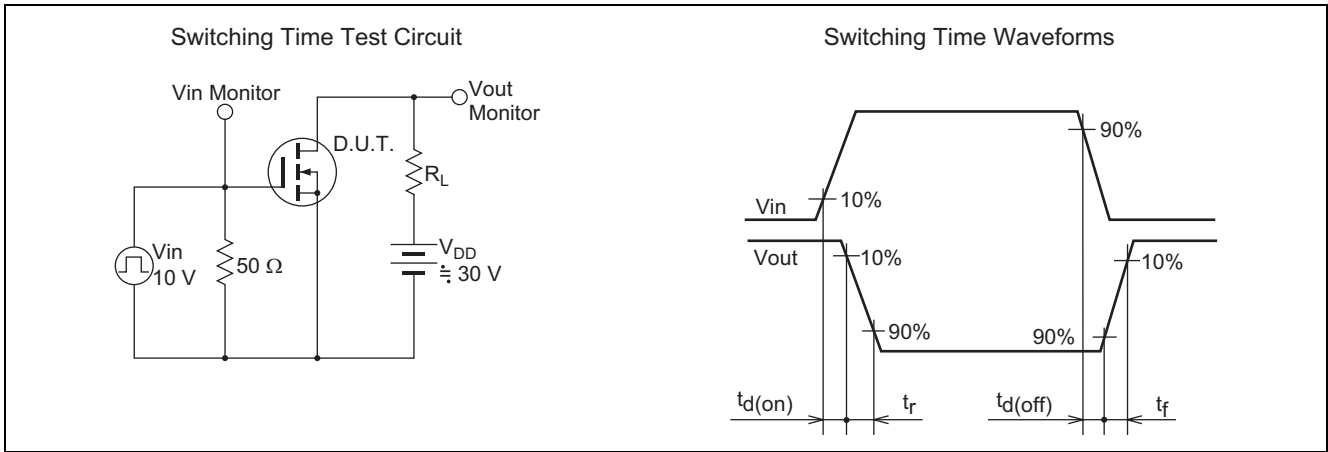 Switching Time Test Circuit
Vin Monitor
Vout
Monitor
D.U.T.
RL
Vin
10 V
50 Ω
VDD
≒ 30 V
Switching Time Waveforms
90%
10%
Vin
Vout
10%
10%
90%
90%
td(on)
tr
td(off)
tf